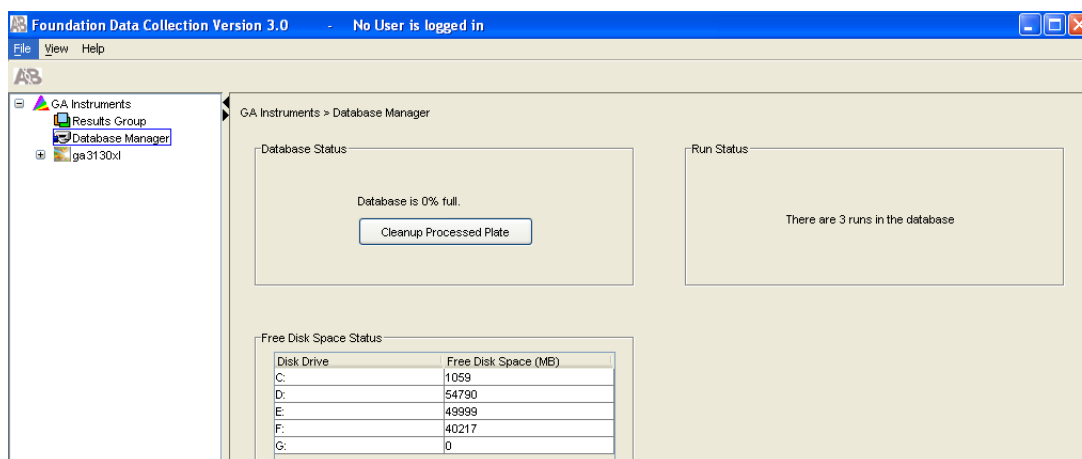 Foundation Data Collection Version 3.0 - No User is logged in
File View Help
AB
GA Instruments
Results Group
Database Manager
ga3130xl
GA Instruments > Database Manager
Database Status
Database is 0% full.
Cleanup Processed Plate
Run Status
There are 3 runs in the database
Free Disk Space Status
Disk Drive Free Disk Space (MB)
C: 1059
D: 54790
E: 49999
F: 40217
G: 0